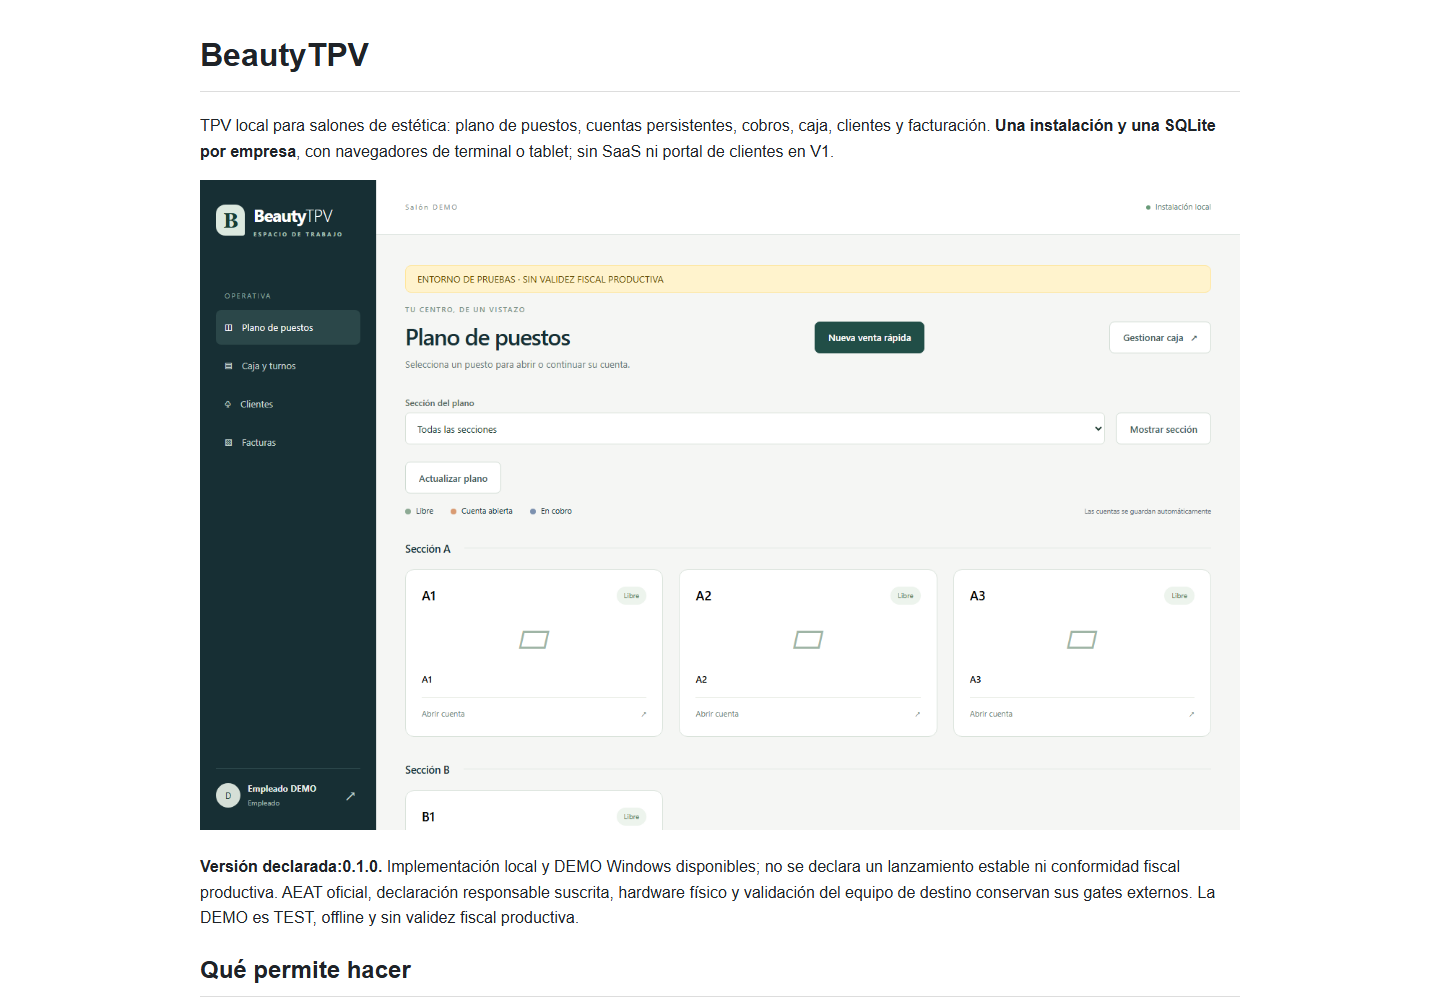 BeautyTPV
TPV local para salones de estética: plano de puestos, cuentas persistentes, cobros, caja, clientes y facturación. Una instalación y una SQLite
por empresa, con navegadores de terminal o tablet; sin SaaS ni portal de clientes en V1.
B BeautyTPV
ESPACIO DE TRABAJO
OPERATIVA
Plano de puestos
Caja y turnos
Clientes
Facturas
D
Empleado DEMO
Empleado
Salón DEMO
Instalación local
ENTORNO DE PRUEBAS - SIN VALIDEZ FISCAL PRODUCTIVA
TU CENTRO, DE UN VISTAZO
Plano de puestos
Selecciona un puesto para abrir o continuar su cuenta.
Nueva venta rápida
Gestionar caja
Sección del plano
Todas las secciones
Mostrar sección
Actualizar plano
Libre
Cuenta abierta
En cobro
Las cuentas se guardan automáticamente
Sección A
A1
Libre
A1
Abrir cuenta
A2
Libre
A2
Abrir cuenta
A3
Libre
A3
Abrir cuenta
Sección B
B1
Libre
Versión declarada:0.1.0. Implementación local y DEMO Windows disponibles; no se declara un lanzamiento estable ni conformidad fiscal
productiva. AEAT oficial, declaración responsable suscrita, hardware físico y validación del equipo de destino conservan sus gates externos. La
DEMO es TEST, offline y sin validez fiscal productiva.
Qué permite hacer